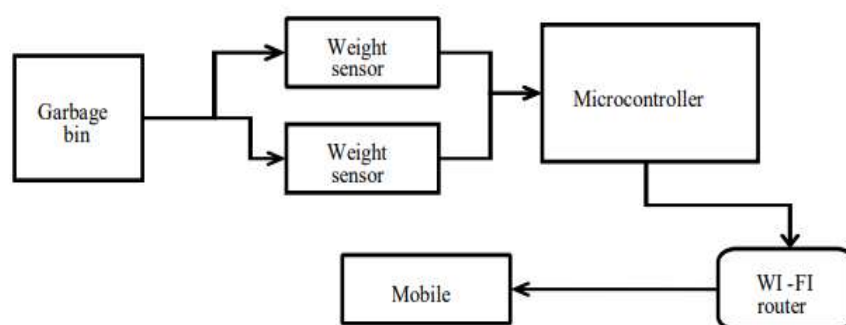 Garbage
bin
Weight
sensor
Weight
sensor
Microcontroller
WI -FI
router
Mobile